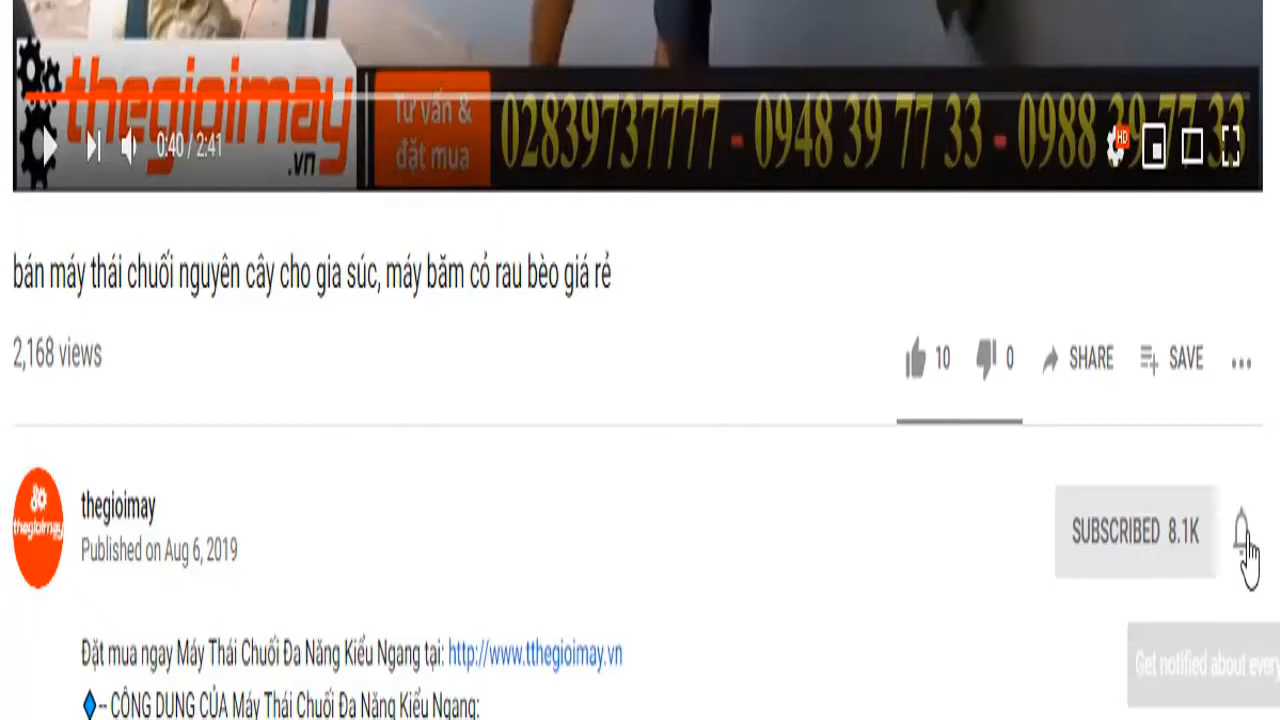 thegioimay
.vn
Tư vấn &
đặt mua
02839737777 - 0948 39 77 33 - 0988 39 77 33
HD
0:40 / 2:41
bán máy thái chuối nguyên cây cho gia súc, máy băm cỏ rau bèo giá rẻ
2,168 views
10 0 SHARE SAVE
thegioimay
thegioimay
Published on Aug 6, 2019
SUBSCRIBED 8.1K
Đặt mua ngay Máy Thái Chuối Đa Năng Kiểu Ngang tại: http://www.tthegioimay.vn
Get notified about every
-- CÔNG DỤNG CỦA Máy Thái Chuối Đa Năng Kiểu Ngang: